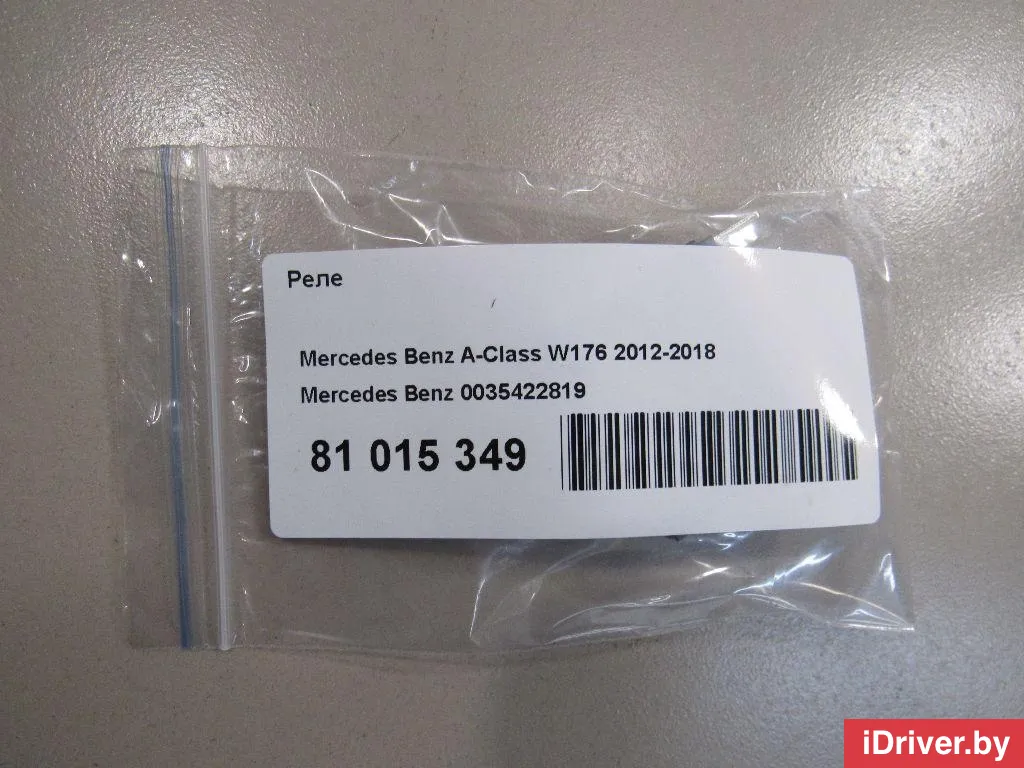 Реле
Mercedes Benz A-Class W176 2012-2018
Mercedes Benz 0035422819
81 015 349
iDriver.by